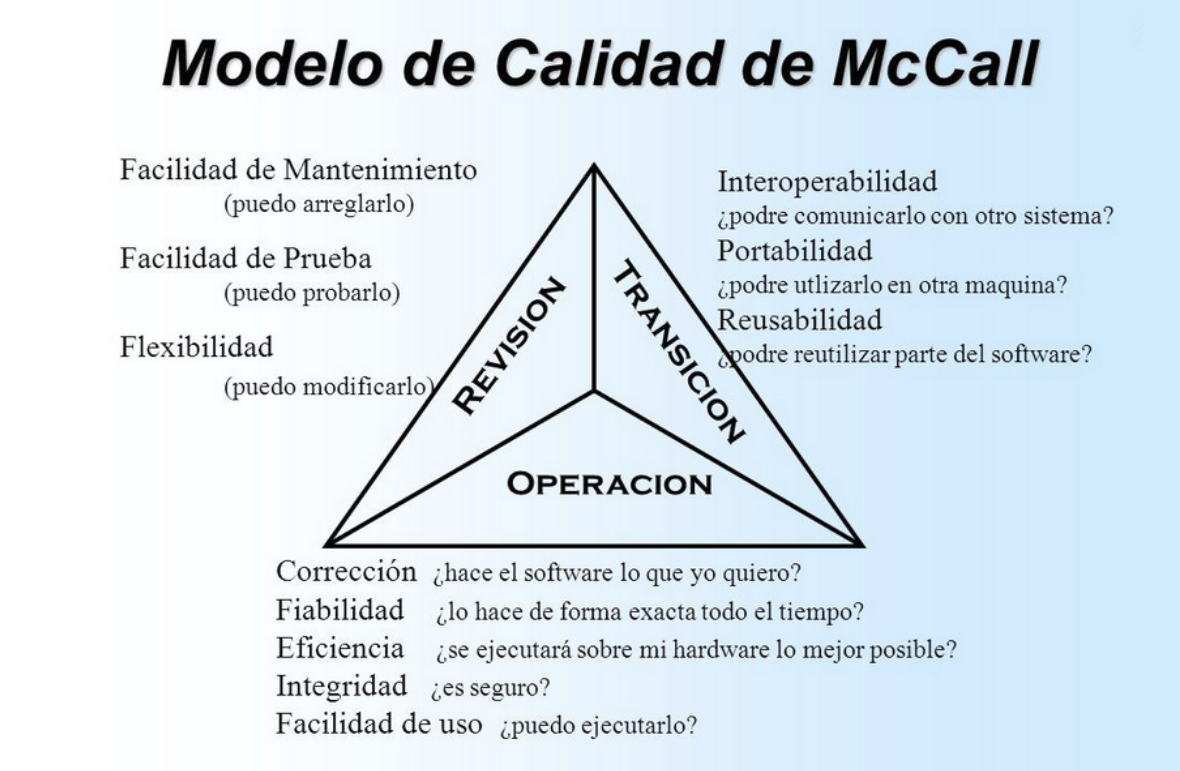 Modelo de Calidad de McCall
Facilidad de Mantenimiento
(puedo arreglarlo)
Facilidad de Prueba
(puedo probarlo)
Flexibilidad
(puedo modificarlo)
REVISION
TRANSICION
OPERACION
Interoperabilidad
¿podre comunicarlo con otro sistema?
Portabilidad
¿podre utlizarlo en otra maquina?
Reusabilidad
¿podre reutilizar parte del software?
Corrección ¿hace el software lo que yo quiero?
Fiabilidad ¿lo hace de forma exacta todo el tiempo?
Eficiencia ¿se ejecutará sobre mi hardware lo mejor posible?
Integridad ¿es seguro?
Facilidad de uso ¿puedo ejecutarlo?